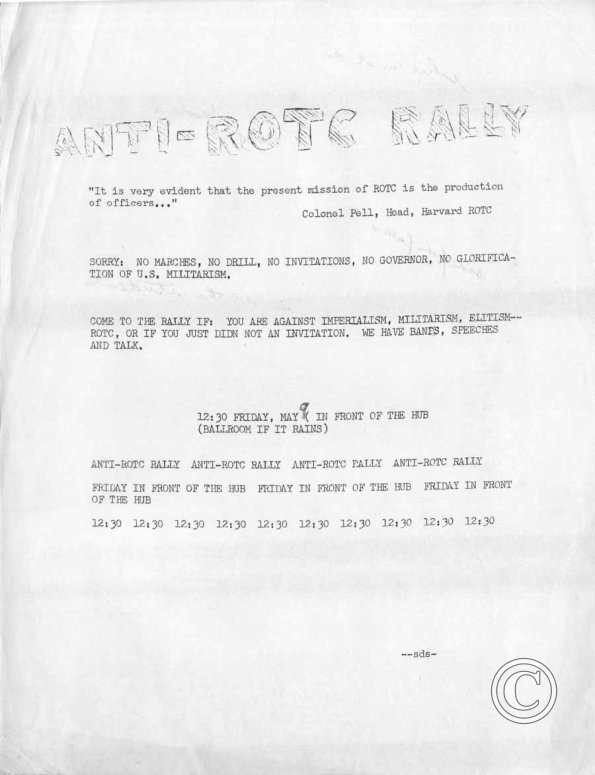 ANTI-ROTC RALLY
"It is very evident that the present mission of ROTC is the production
of officers..."
Colonel Pell, Head, Harvard ROTC
SORRY: NO MARCHES, NO DRILL, NO INVITATIONS, NO GOVERNOR, NO GLORIFICA-
TION OF U.S. MILITARISM.
COME TO THE RALLY IF: YOU ARE AGAINST IMPERIALISM, MILITARISM, ELITISM--
ROTC, OR IF YOU JUST DIDN NOT AN INVITATION. WE HAVE BANDS, SPEECHES
AND TALK.
12:30 FRIDAY, MAY 9 IN FRONT OF THE HUB
(BALLROOM IF IT RAINS)
ANTI-ROTC RALLY ANTI-ROTC RALLY ANTI-ROTC RALLY ANTI-ROTC RALLY
FRIDAY IN FRONT OF THE HUB FRIDAY IN FRONT OF THE HUB FRIDAY IN FRONT
OF THE HUB
12:30 12:30 12:30 12:30 12:30 12:30 12:30 12:30 12:30 12:30
--sds-
©